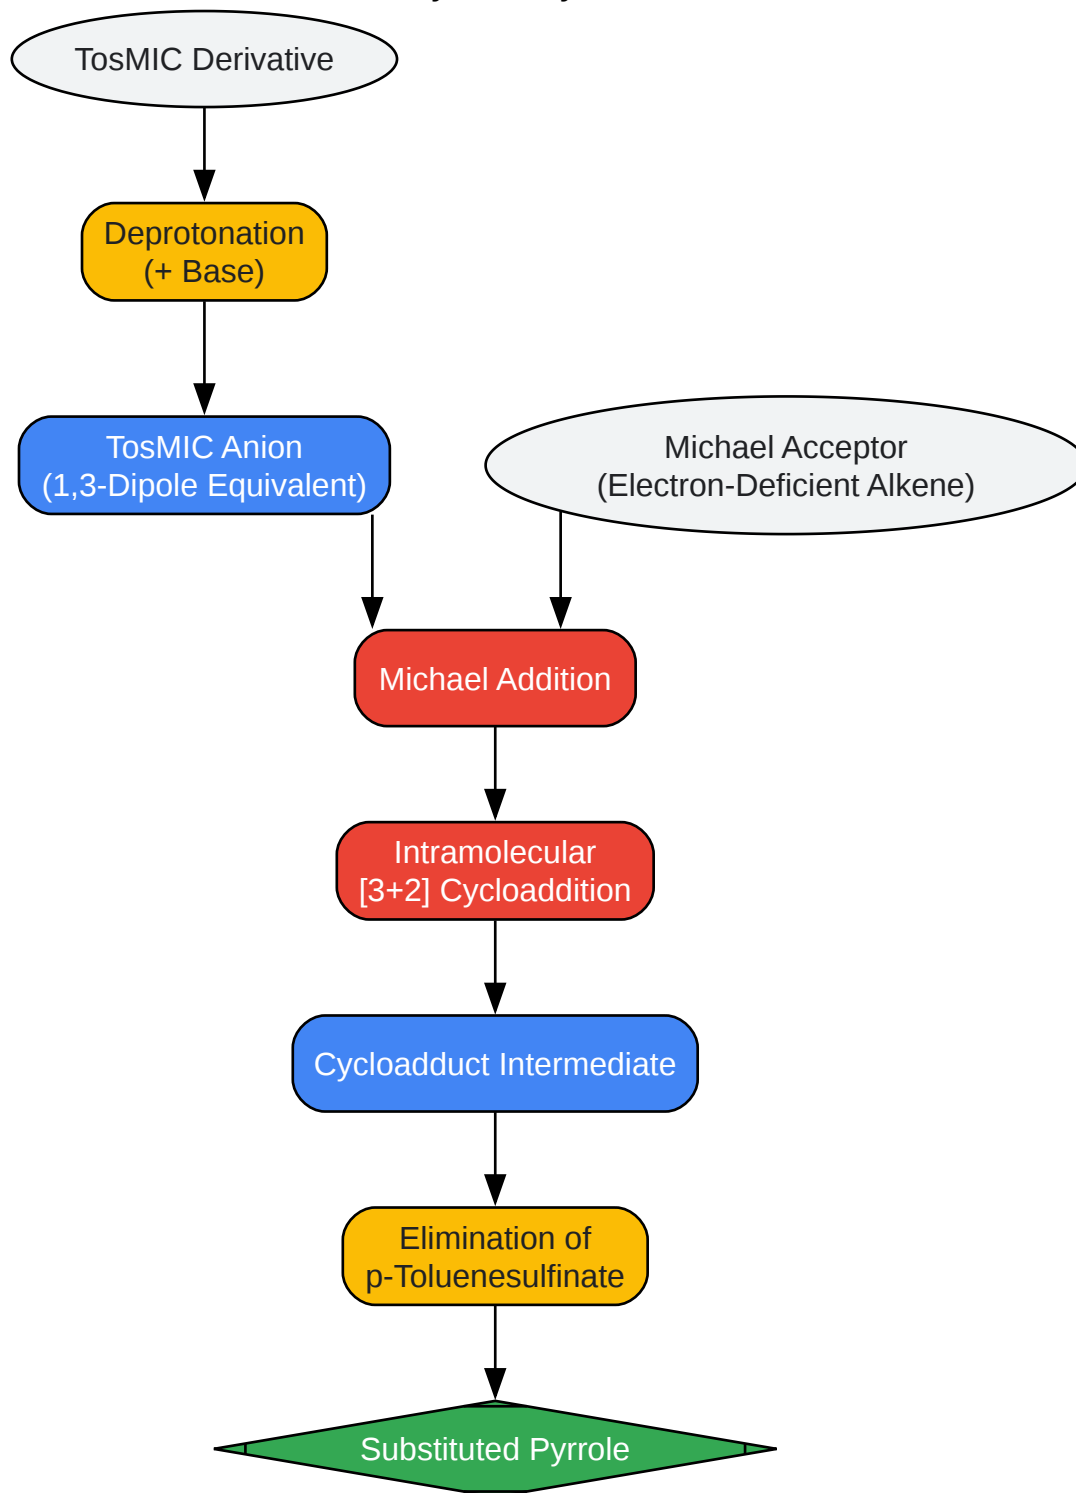 TosMIC Derivative
Deprotonation
(+ Base)
TosMIC Anion
(1,3-Dipole Equivalent)
Michael Acceptor
(Electron-Deficient Alkene)
Michael Addition
Intramolecular
[3+2] Cycloaddition
Cycloadduct Intermediate
Elimination of
p-Toluenesulfinate
Substituted Pyrrole